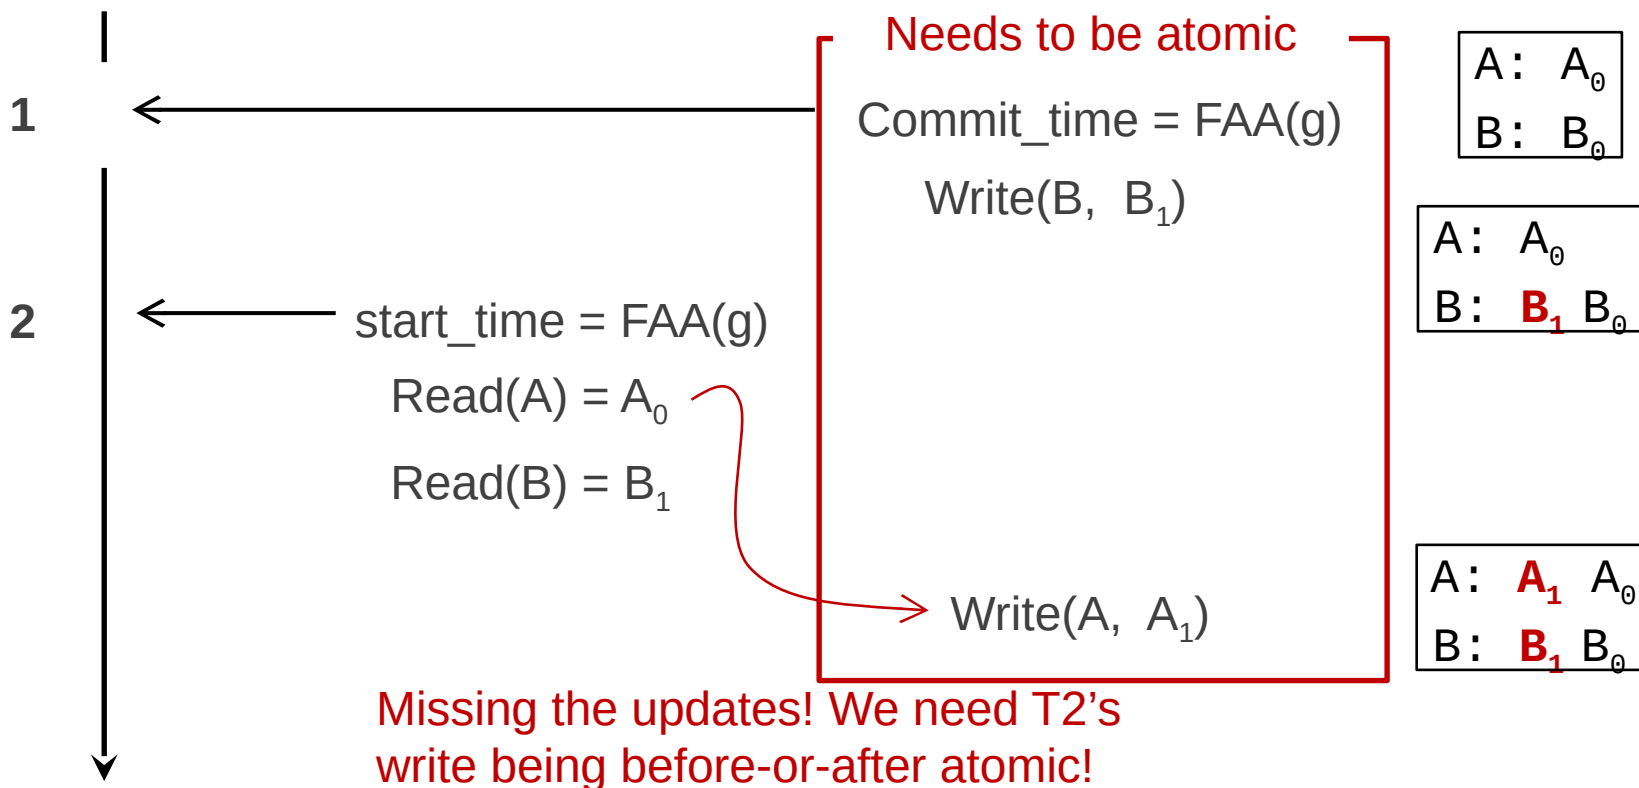 Needs to be atomic
1
Commit_time = FAA(g)
Write(B, B₁)
A: A₀
B: B₀
A: A₀
B: B₁ B₀
2
start_time = FAA(g)
Read(A) = A₀
Read(B) = B₁
Write(A, A₁)
A: A₁ A₀
B: B₁ B₀
Missing the updates! We need T2’s
write being before-or-after atomic!